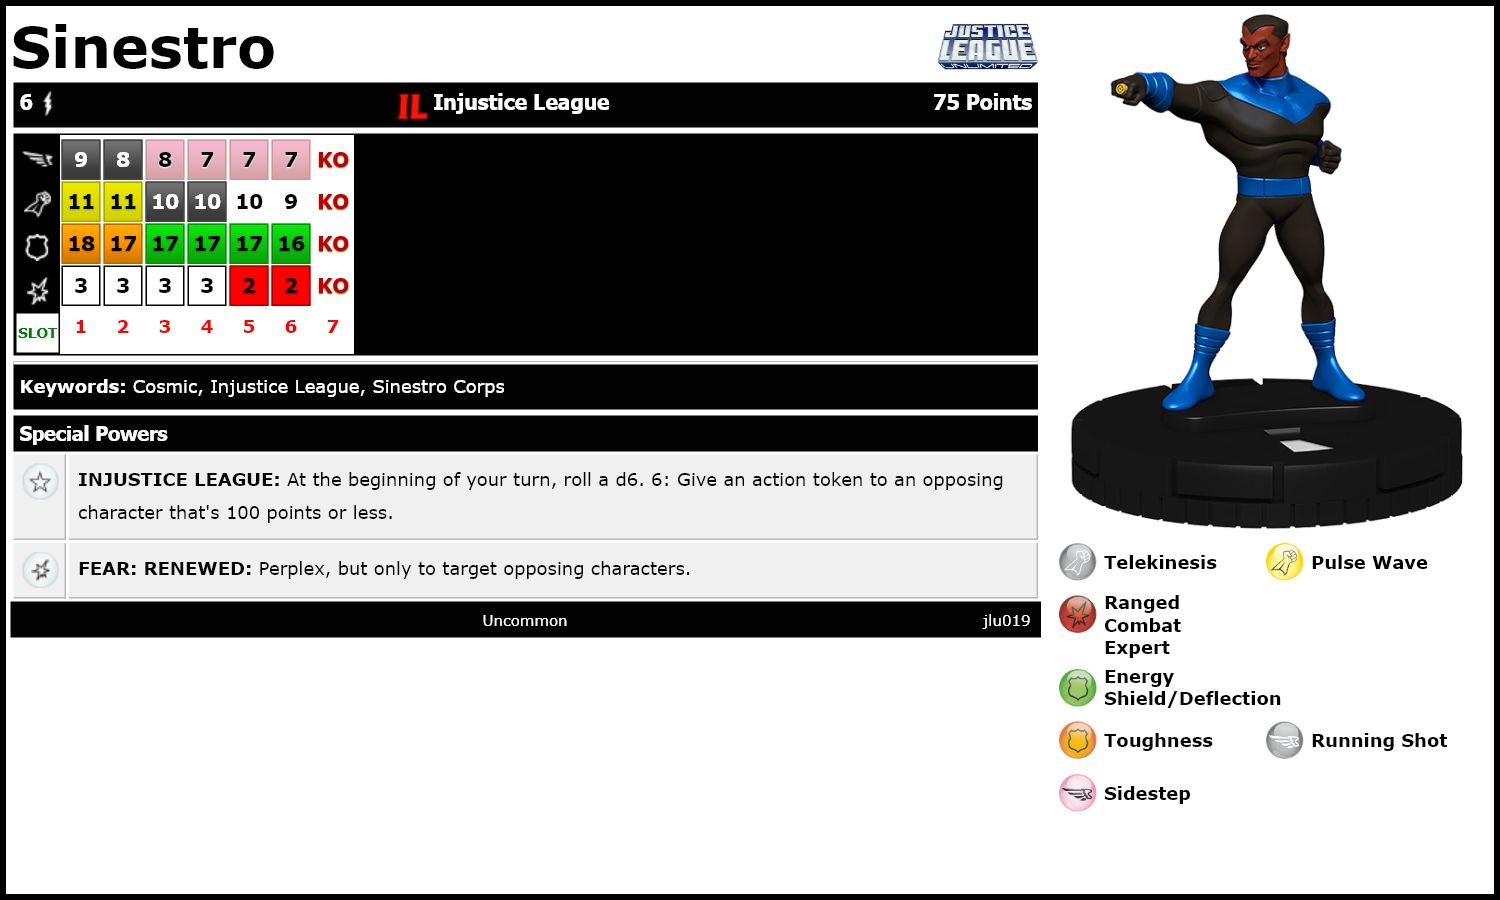 Sinestro
JUSTICE
LEAGUE
UNLIMITED
6 IL Injustice League 75 Points
9 8 8 7 7 7 KO
11 11 10 10 10 9 KO
18 17 17 17 17 16 KO
3 3 3 3 2 2 KO
SLOT 1 2 3 4 5 6 7
Keywords: Cosmic, Injustice League, Sinestro Corps
Special Powers
INJUSTICE LEAGUE: At the beginning of your turn, roll a d6. 6: Give an action token to an opposing
character that's 100 points or less.
FEAR: RENEWED: Perplex, but only to target opposing characters.
Uncommon jlu019
Telekinesis Pulse Wave
Ranged
Combat
Expert
Energy
Shield/Deflection
Toughness Running Shot
Sidestep